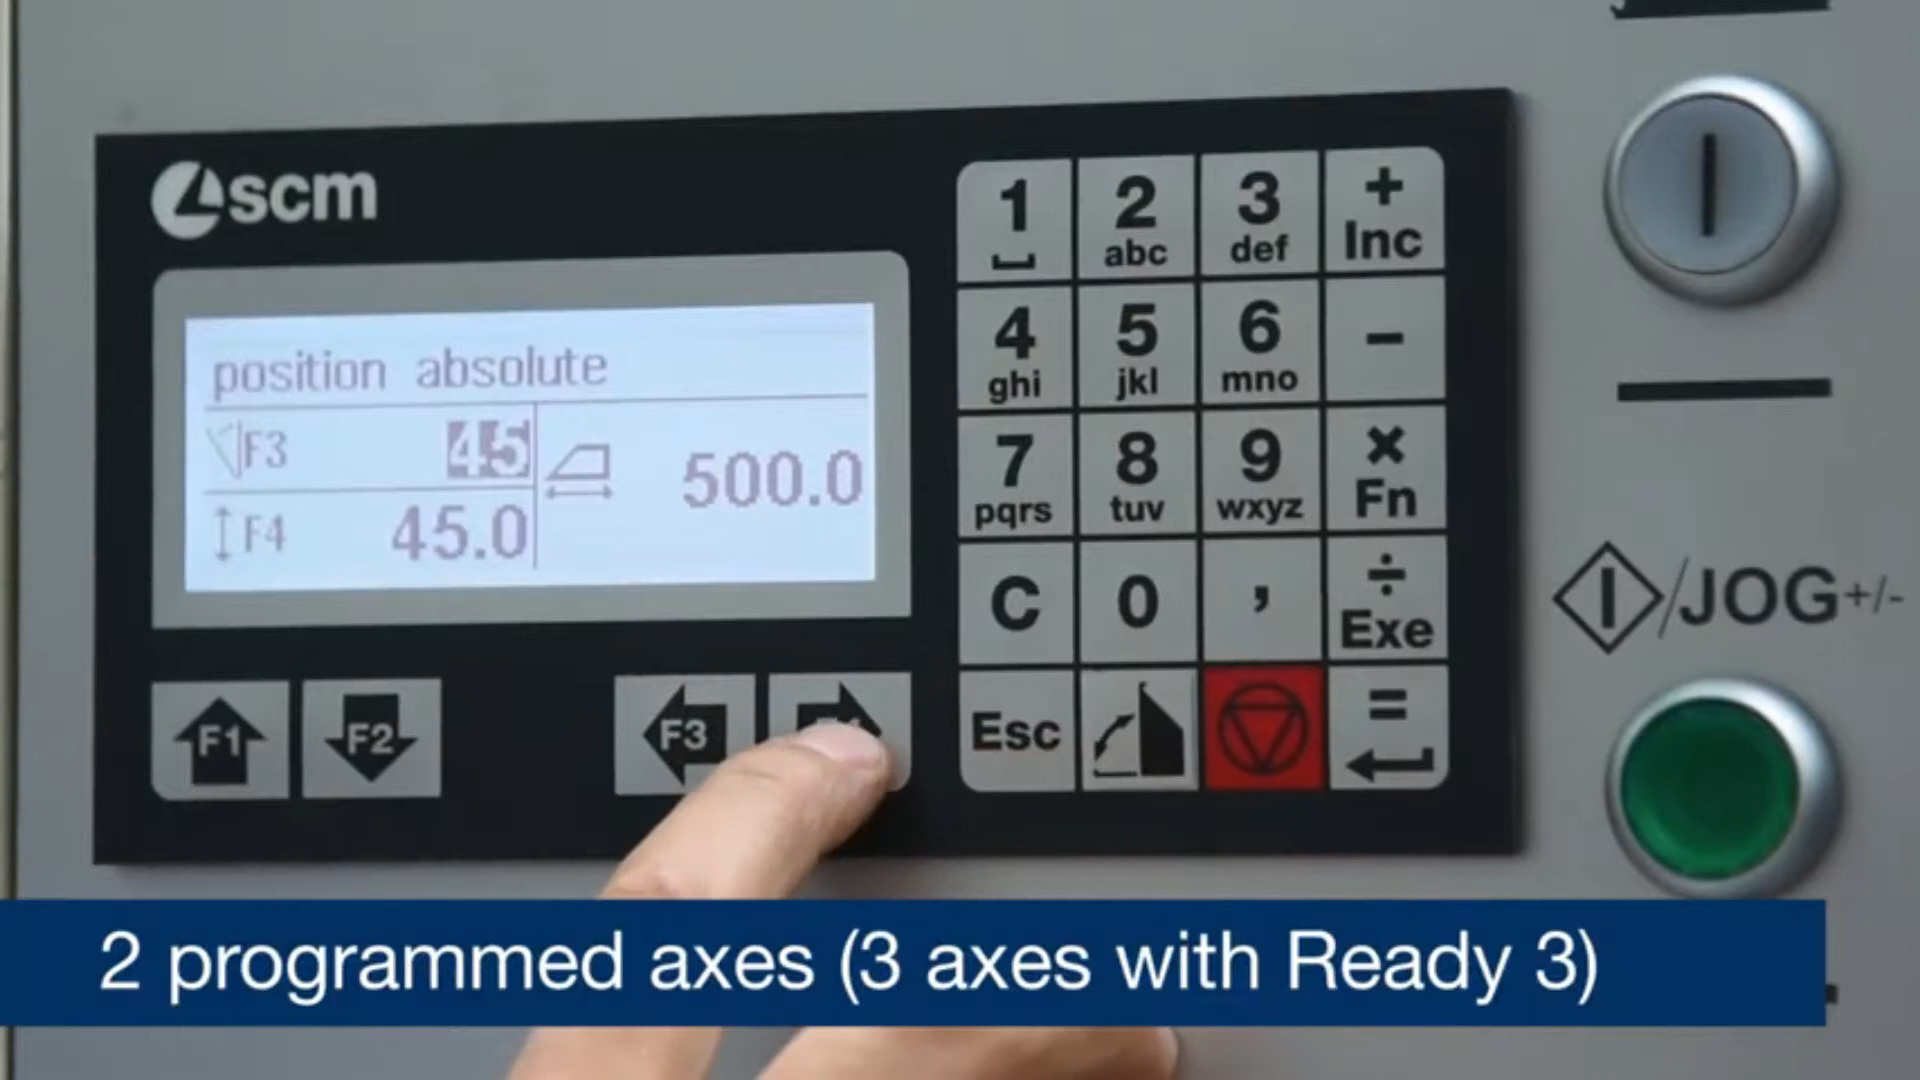 scm
position absolute
F3 45
500.0
F4 45.0
F1 F2 F3
1 2 abc 3 def + Inc
4 ghi 5 jkl 6 mno -
7 pqrs 8 tuv 9 wxyz × Fn
C 0 , ÷ Exe
Esc =
/JOG+/-
2 programmed axes (3 axes with Ready 3)